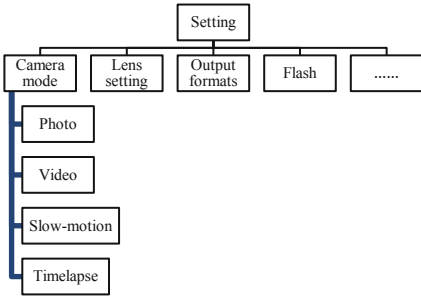 Setting
Camera
mode
Lens
setting
Output
formats
Flash
......
Photo
Video
Slow-motion
Timelapse